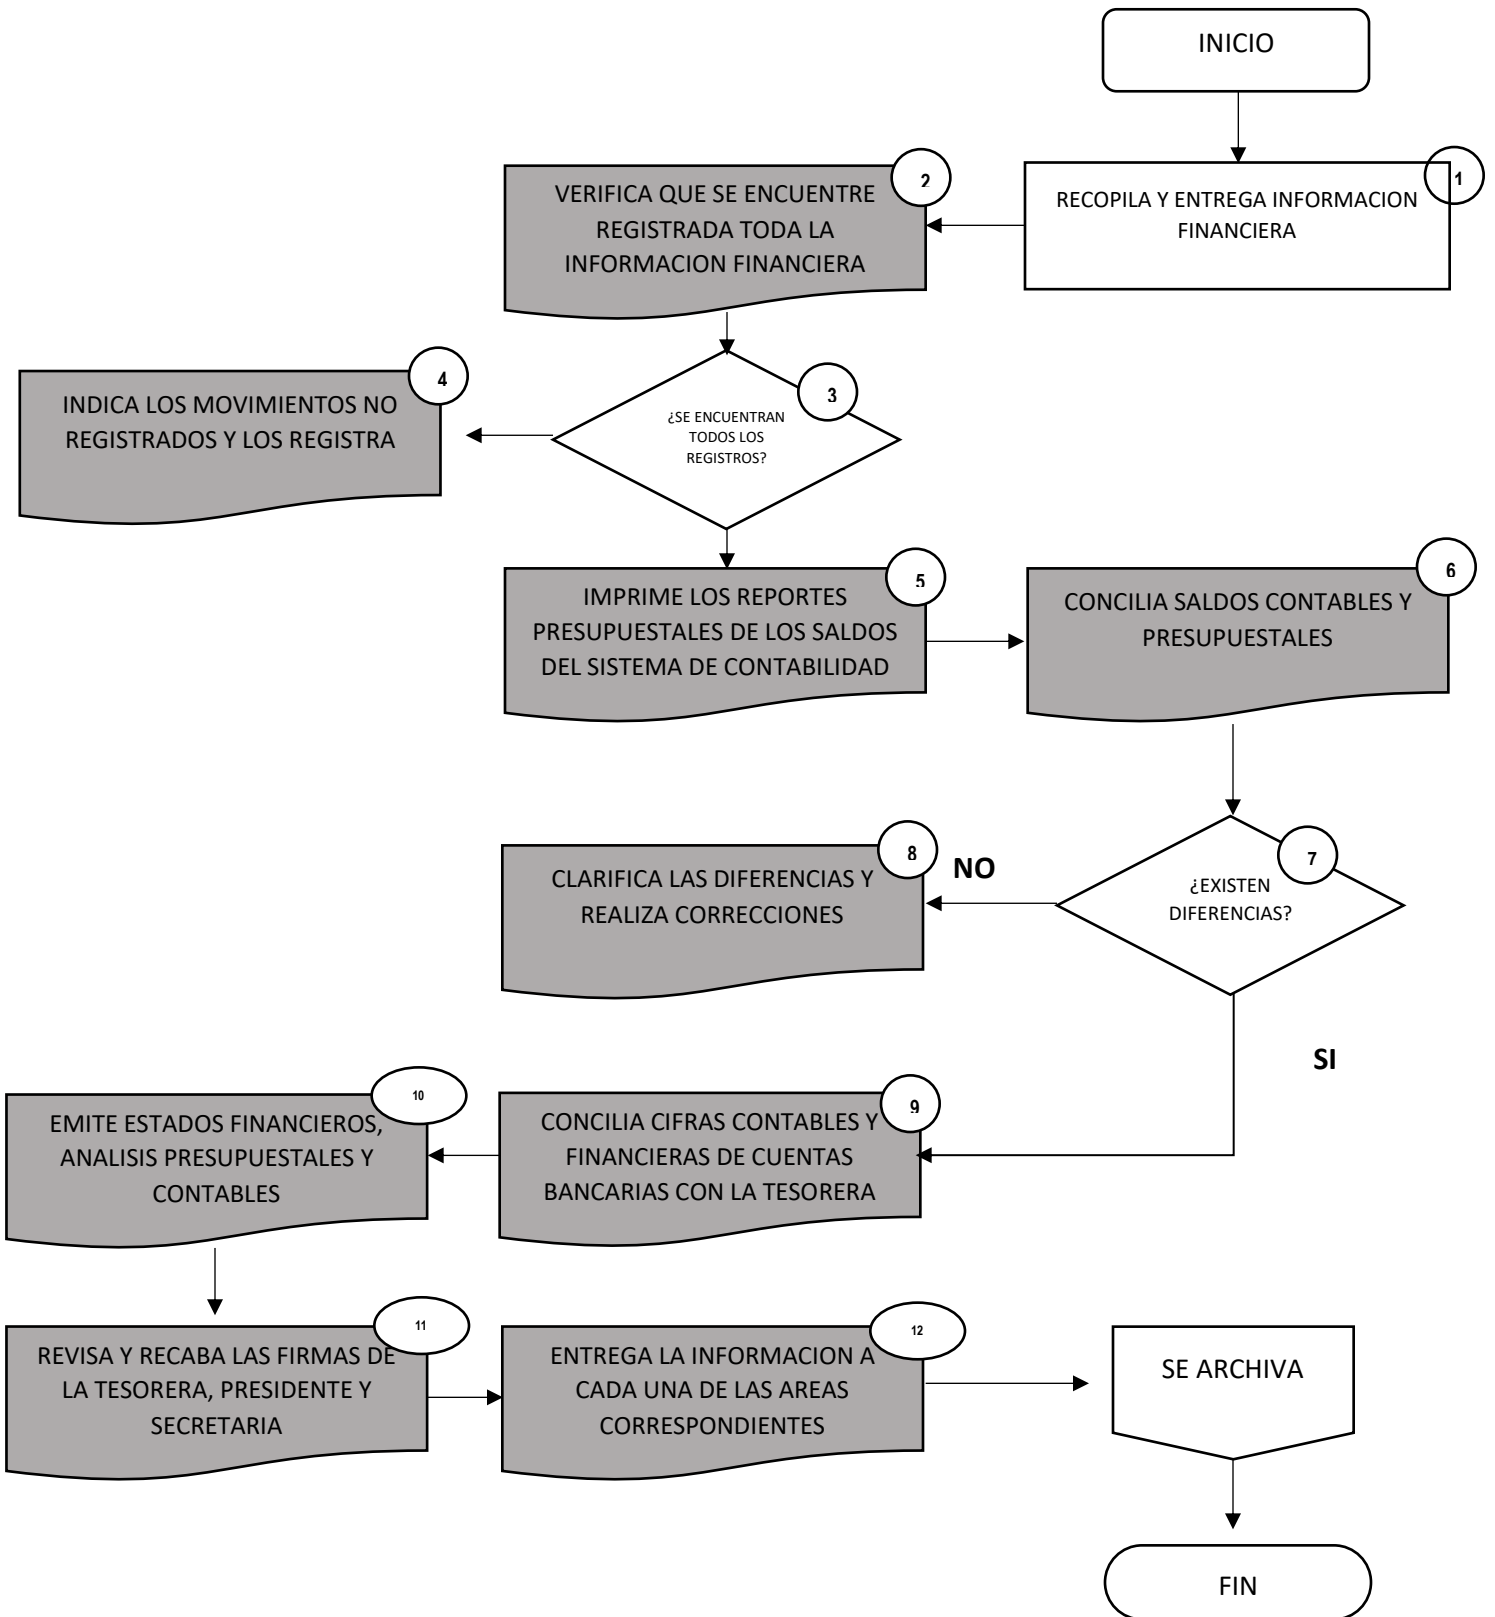 INICIO
1
RECOPILA Y ENTREGA INFORMACION
FINANCIERA
2
VERIFICA QUE SE ENCUENTRE
REGISTRADA TODA LA
INFORMACION FINANCIERA
3
¿SE ENCUENTRAN
TODOS LOS
REGISTROS?
4
INDICA LOS MOVIMIENTOS NO
REGISTRADOS Y LOS REGISTRA
5
IMPRIME LOS REPORTES
PRESUPUESTALES DE LOS SALDOS
DEL SISTEMA DE CONTABILIDAD
6
CONCILIA SALDOS CONTABLES Y
PRESUPUESTALES
7
¿EXISTEN
DIFERENCIAS?
NO
8
CLARIFICA LAS DIFERENCIAS Y
REALIZA CORRECCIONES
SI
9
CONCILIA CIFRAS CONTABLES Y
FINANCIERAS DE CUENTAS
BANCARIAS CON LA TESORERA
10
EMITE ESTADOS FINANCIEROS,
ANALISIS PRESUPUESTALES Y
CONTABLES
11
REVISA Y RECABA LAS FIRMAS DE
LA TESORERA, PRESIDENTE Y
SECRETARIA
12
ENTREGA LA INFORMACION A
CADA UNA DE LAS AREAS
CORRESPONDIENTES
SE ARCHIVA
FIN